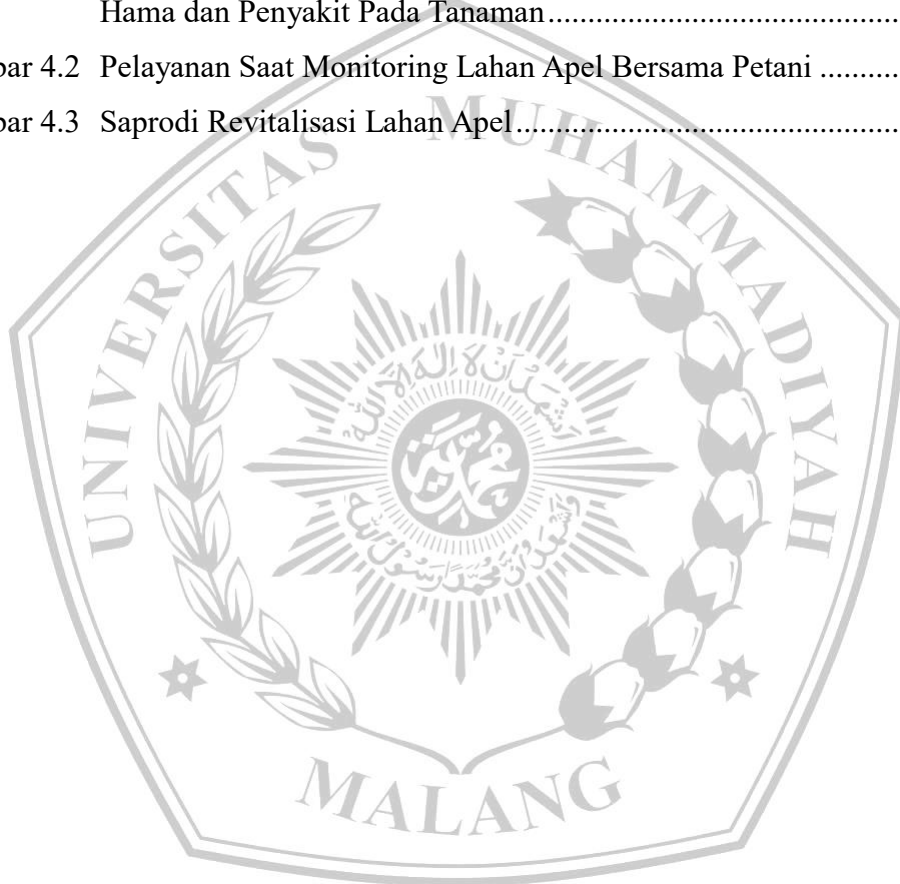 Hama dan Penyakit Pada Tanaman..........................................
bar 4.2 Pelayanan Saat Monitoring Lahan Apel Bersama Petani ..........
bar 4.3 Saprodi Revitalisasi Lahan Apel..............................................
UNIVERSITAS MUHAMMADIYAH
MALANG